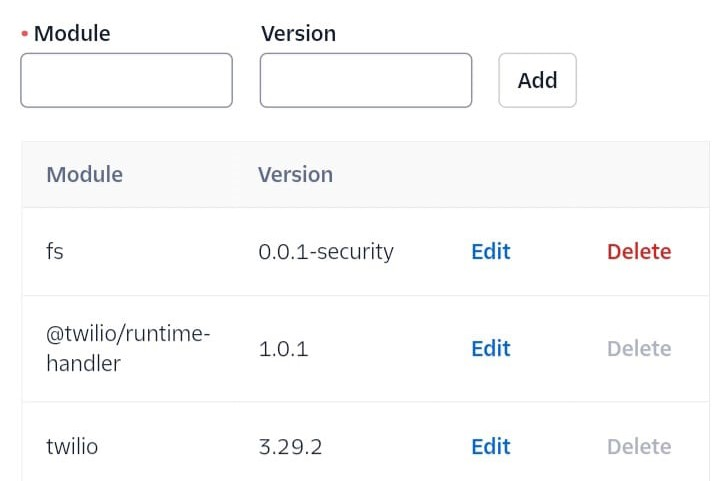 • Module Version
Add
Module Version
fs 0.0.1-security Edit Delete
@twilio/runtime-
handler 1.0.1 Edit Delete
twilio 3.29.2 Edit Delete